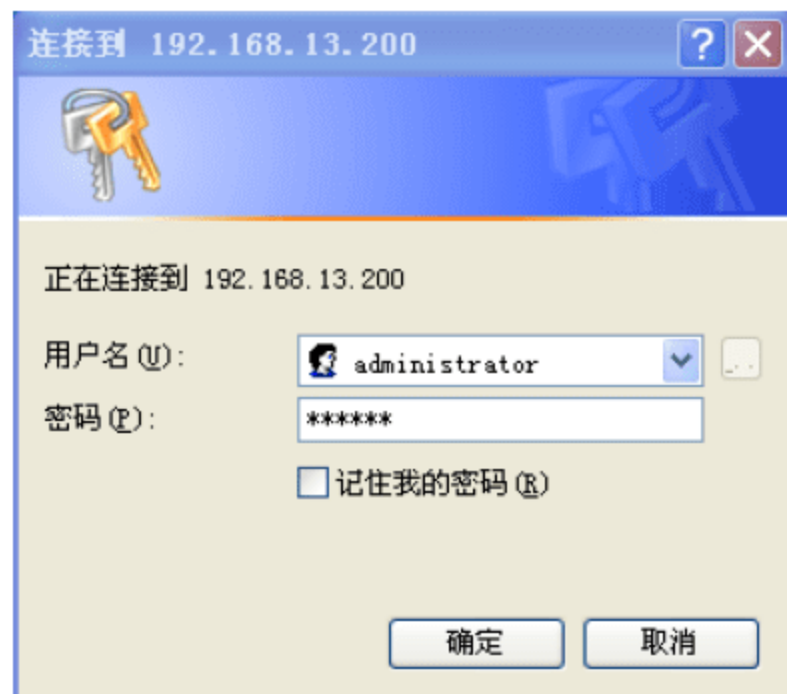 连接到 192.168.13.200
正在连接到 192.168.13.200
用户名(U): administrator
密码(P): ******
记住我的密码(R)
确定 取消